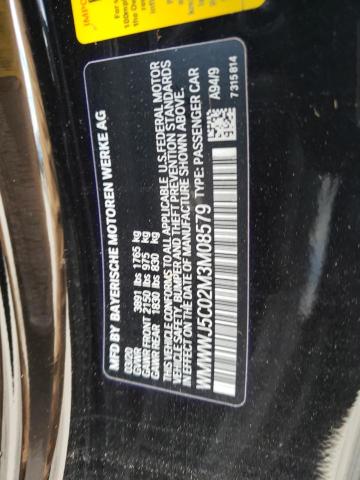 MFD BY BAYERISCHE MOTOREN WERKE AG
03/20
GVWR 3891 lbs 1765 kg
GAWR FRONT 2150 lbs 975 kg
GAWR REAR 1830 lbs 830 kg
THIS VEHICLE CONFORMS TO ALL APPLICABLE U.S. FEDERAL MOTOR
VEHICLE SAFETY, BUMPER AND THEFT PREVENTION STANDARDS
IN EFFECT ON THE DATE OF MANUFACTURE SHOWN ABOVE.
WMWWJ5C02M3M08579 TYPE: PASSENGER CAR
A94/9
7315814